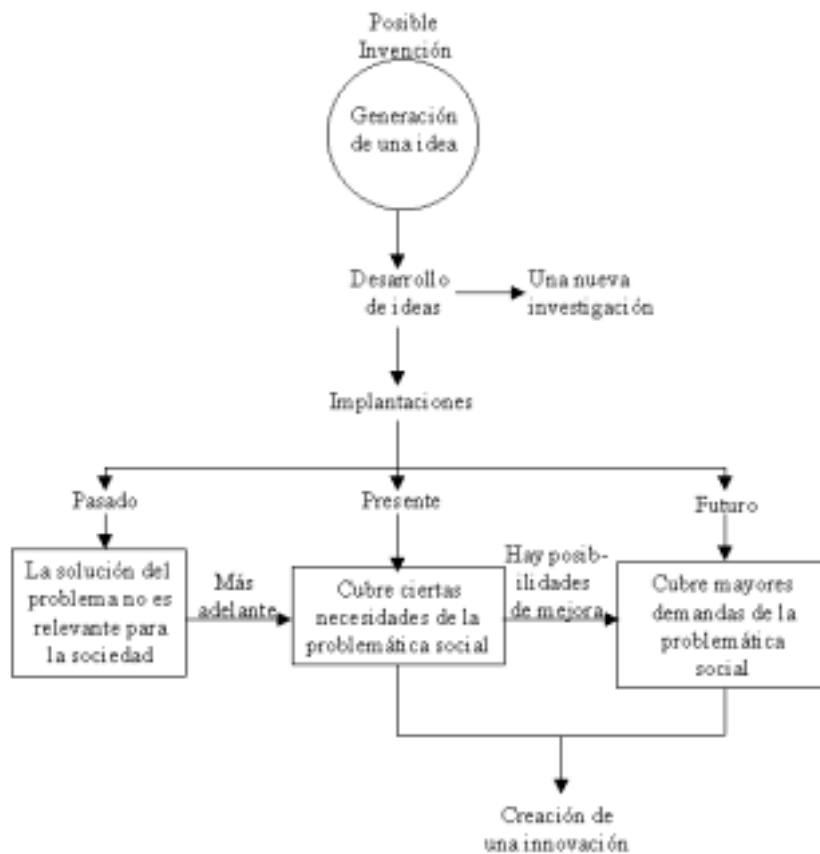 Posible
Invención
Generación
de una idea
Desarrollo
de ideas
Una nueva
investigación
Implantaciones
Pasado
Presente
Futuro
La solución del
problema no es
relevante para
la sociedad
Más
adelante
Cubre ciertas
necesidades de la
problemática social
Hay posib-
ilidades
de mejora
Cubre mayores
demandas de la
problemática
social
Creación de
una innovación